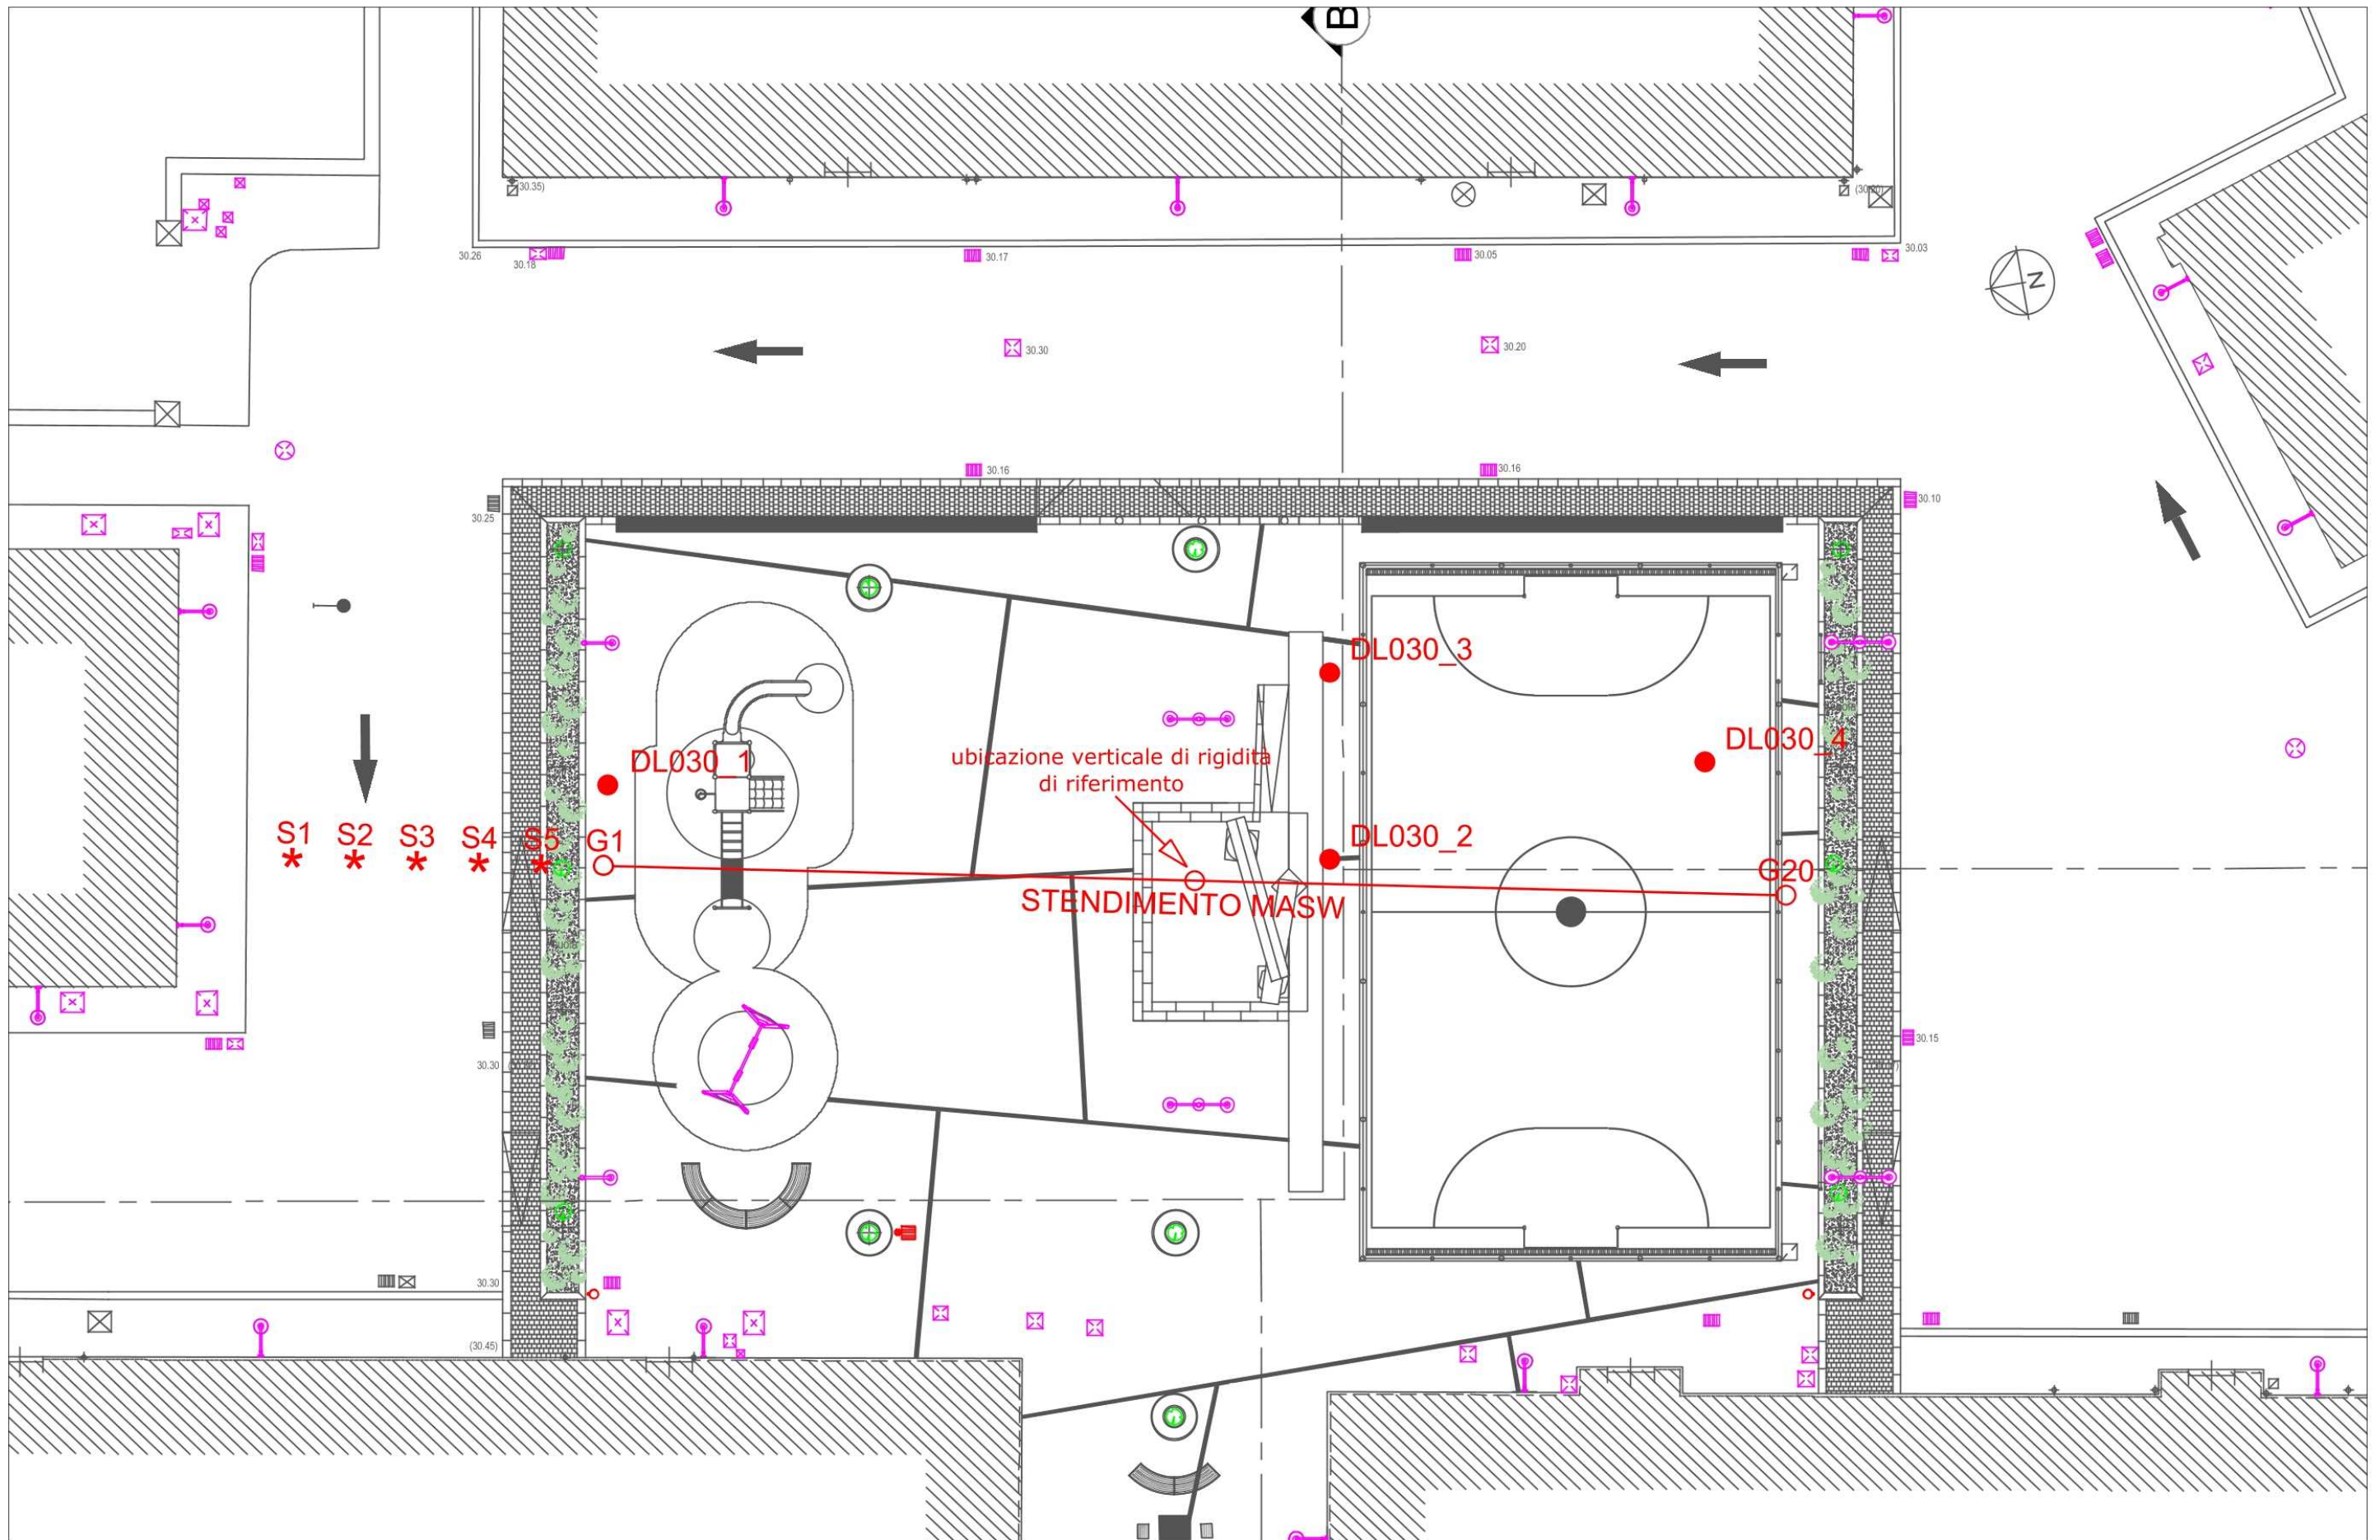 B
(30.35)
30.26
30.18
30.17
30.05
30.03
N
30.30
30.20
30.16
30.16
30.25
30.10
DL030_3
DL030_1
ubicazione verticale di rigidità
di riferimento
DL030_4
S1 S2 S3 S4 S5 G1
DL030_2
G20
STENDIMENTO MASW
30.30
30.15
30.30
(30.45)